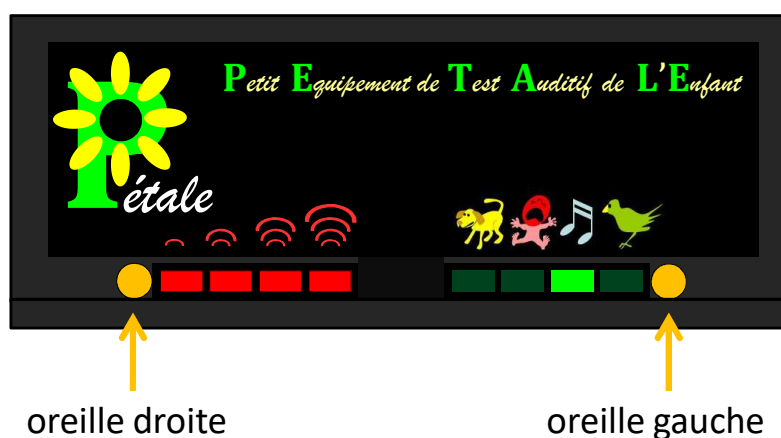 Petit Equipement de Test Auditif de L'Enfant
Pétale
oreille droite
oreille gauche